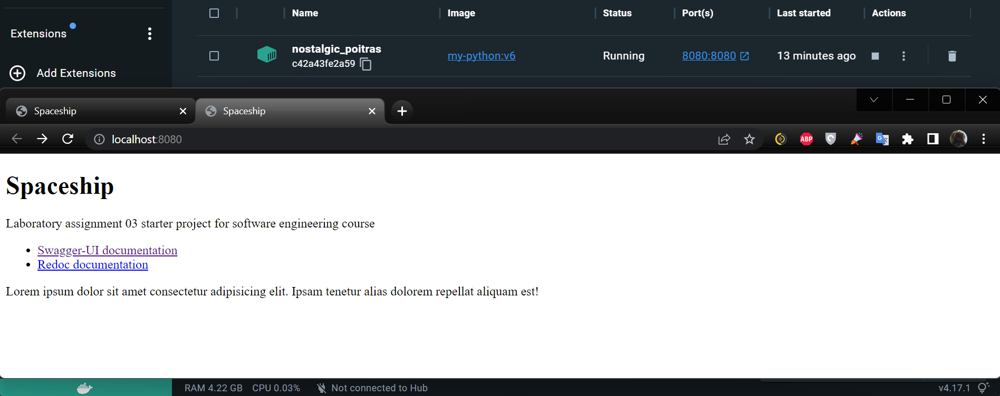 Name Image Status Port(s) Last started Actions
Extensions
nostalgic_poitras
my-python:v6 Running 8080:8080 13 minutes ago
c42a43fe2a59
Add Extensions
Spaceship Spaceship
localhost:8080
ABP
Spaceship
Laboratory assignment 03 starter project for software engineering course
Swagger-UI documentation
Redoc documentation
Lorem ipsum dolor sit amet consectetur adipisicing elit. Ipsam tenetur alias dolorem repellat aliquam est!
RAM 4.22 GB CPU 0.03% Not connected to Hub v4.17.1